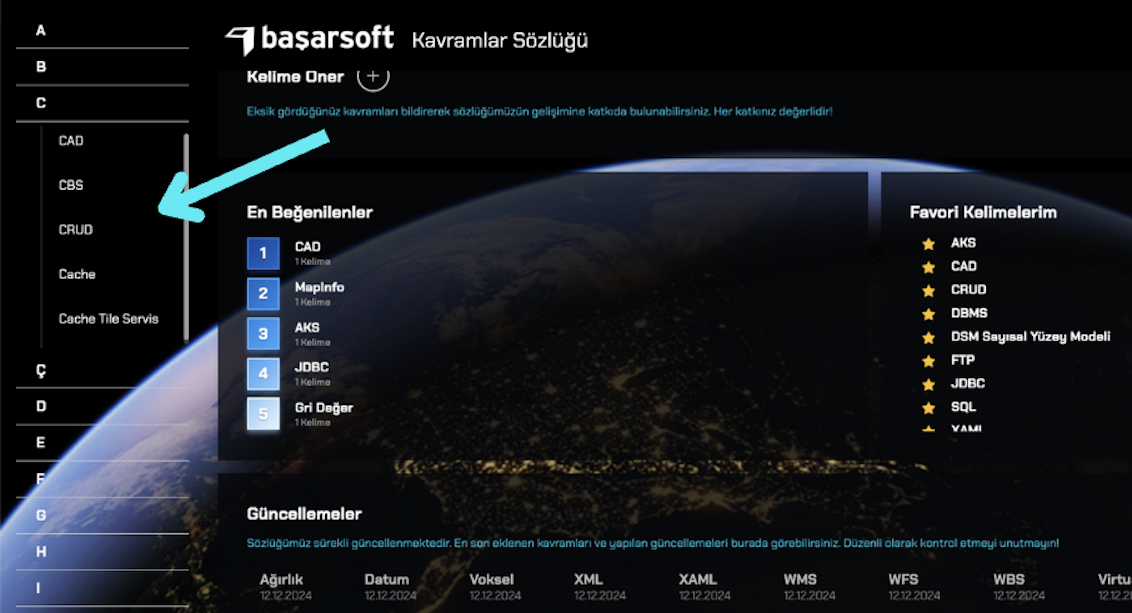 A
B
C
CAD
CBS
CRUD
Cache
Cache Tile Servis
Ç
D
E
F
G
H
I
başarsoft Kavramlar Sözlüğü
Kelime Öner +
Eksik gördüğünüz kavramları bildirerek sözlüğümüzün gelişimine katkıda bulunabilirsiniz. Her katkınız değerlidir!
En Beğenilenler
1 CAD
1 Kelime
2 MapInfo
1 Kelime
3 AKS
1 Kelime
4 JDBC
1 Kelime
5 Gri Değer
1 Kelime
Favori Kelimelerim
AKS
CAD
CRUD
DBMS
DSM Sayısal Yüzey Modeli
FTP
JDBC
SQL
XAML
Güncellemeler
Sözlüğümüz sürekli güncellenmektedir. En son eklenen kavramları ve yapılan güncellemeleri burada görebilirsiniz. Düzenli olarak kontrol etmeyi unutmayın!
Ağırlık Datum Voksel XML XAML WMS WFS WBS
12.12.2024 12.12.2024 12.12.2024 12.12.2024 12.12.2024 12.12.2024 12.12.2024 12.12.2024